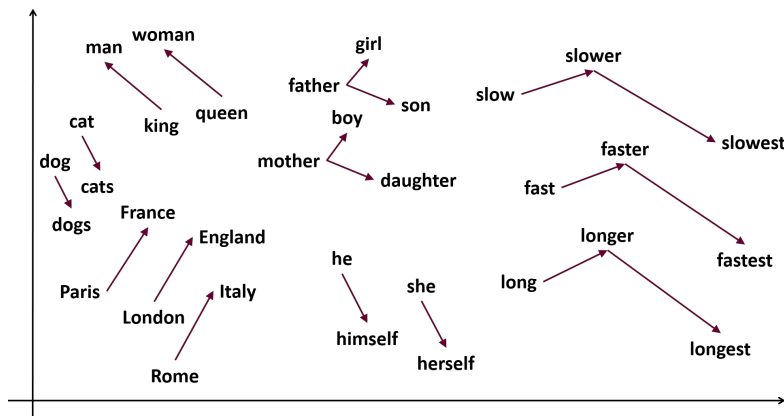 man
woman
king
queen
cat
cats
dog
dogs
France
Paris
England
London
Italy
Rome
girl
father
son
boy
mother
daughter
he
himself
she
herself
slower
slow
slowest
faster
fast
fastest
longer
long
longest